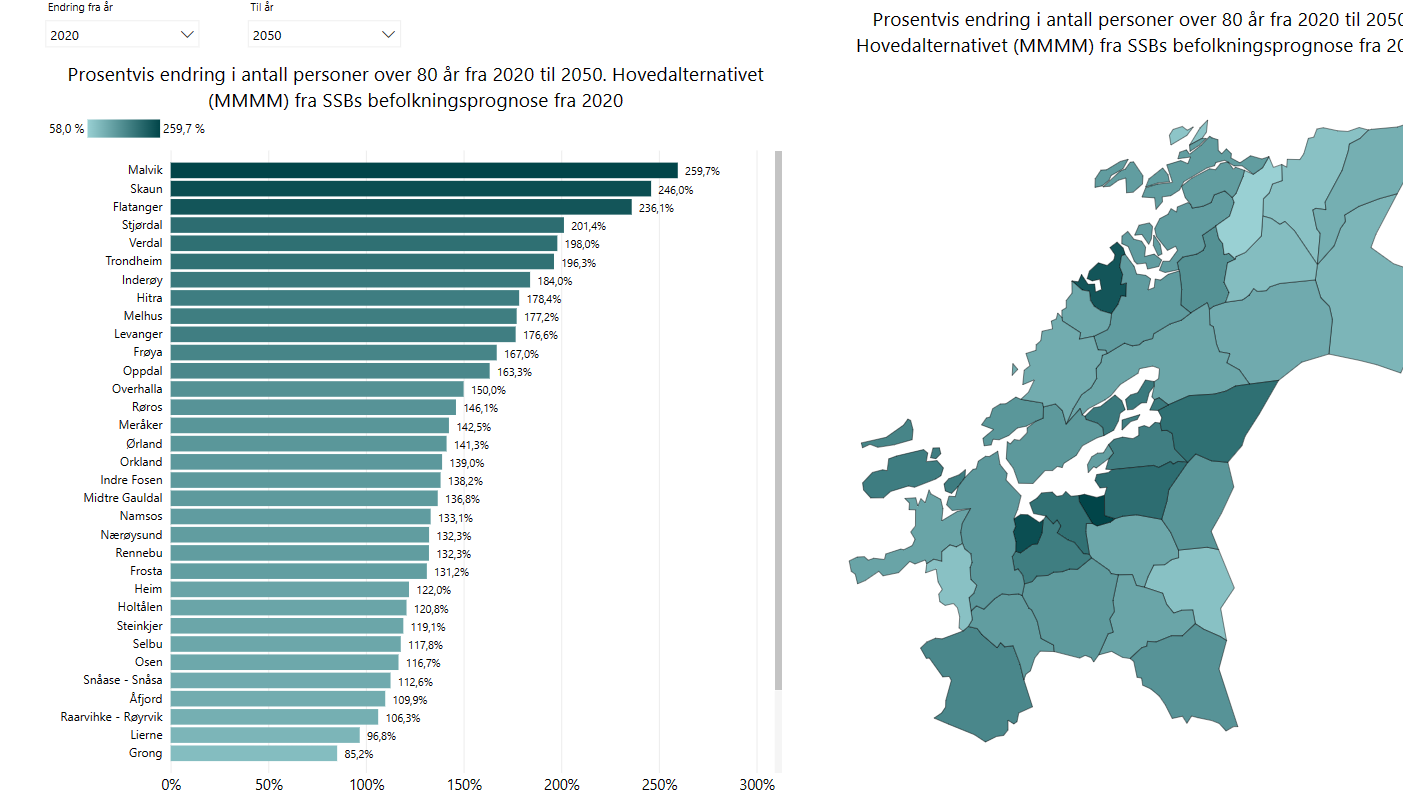 Endring fra år
Til år
2020
2050
Prosentvis endring i antall personer over 80 år fra 2020 til 2050. Hovedalternativet
(MMMM) fra SSBs befolkningsprognose fra 2020
58,0 %
259,7 %
Malvik 259,7%
Skaun 246,0%
Flatanger 236,1%
Stjørdal 201,4%
Verdal 198,0%
Trondheim 196,3%
Inderøy 184,0%
Hitra 178,4%
Melhus 177,2%
Levanger 176,6%
Frøya 167,0%
Oppdal 163,3%
Overhalla 150,0%
Røros 146,1%
Meråker 142,5%
Ørland 141,3%
Orkland 139,0%
Indre Fosen 138,2%
Midtre Gauldal 136,8%
Namsos 133,1%
Nærøysund 132,3%
Rennebu 132,3%
Frosta 131,2%
Heim 122,0%
Holtålen 120,8%
Steinkjer 119,1%
Selbu 117,8%
Osen 116,7%
Snåase - Snåsa 112,6%
Åfjord 109,9%
Raarvihke - Røyrvik 106,3%
Lierne 96,8%
Grong 85,2%
0% 50% 100% 150% 200% 250% 300%
Prosentvis endring i antall personer over 80 år fra 2020 til 2050
Hovedalternativet (MMMM) fra SSBs befolkningsprognose fra 20